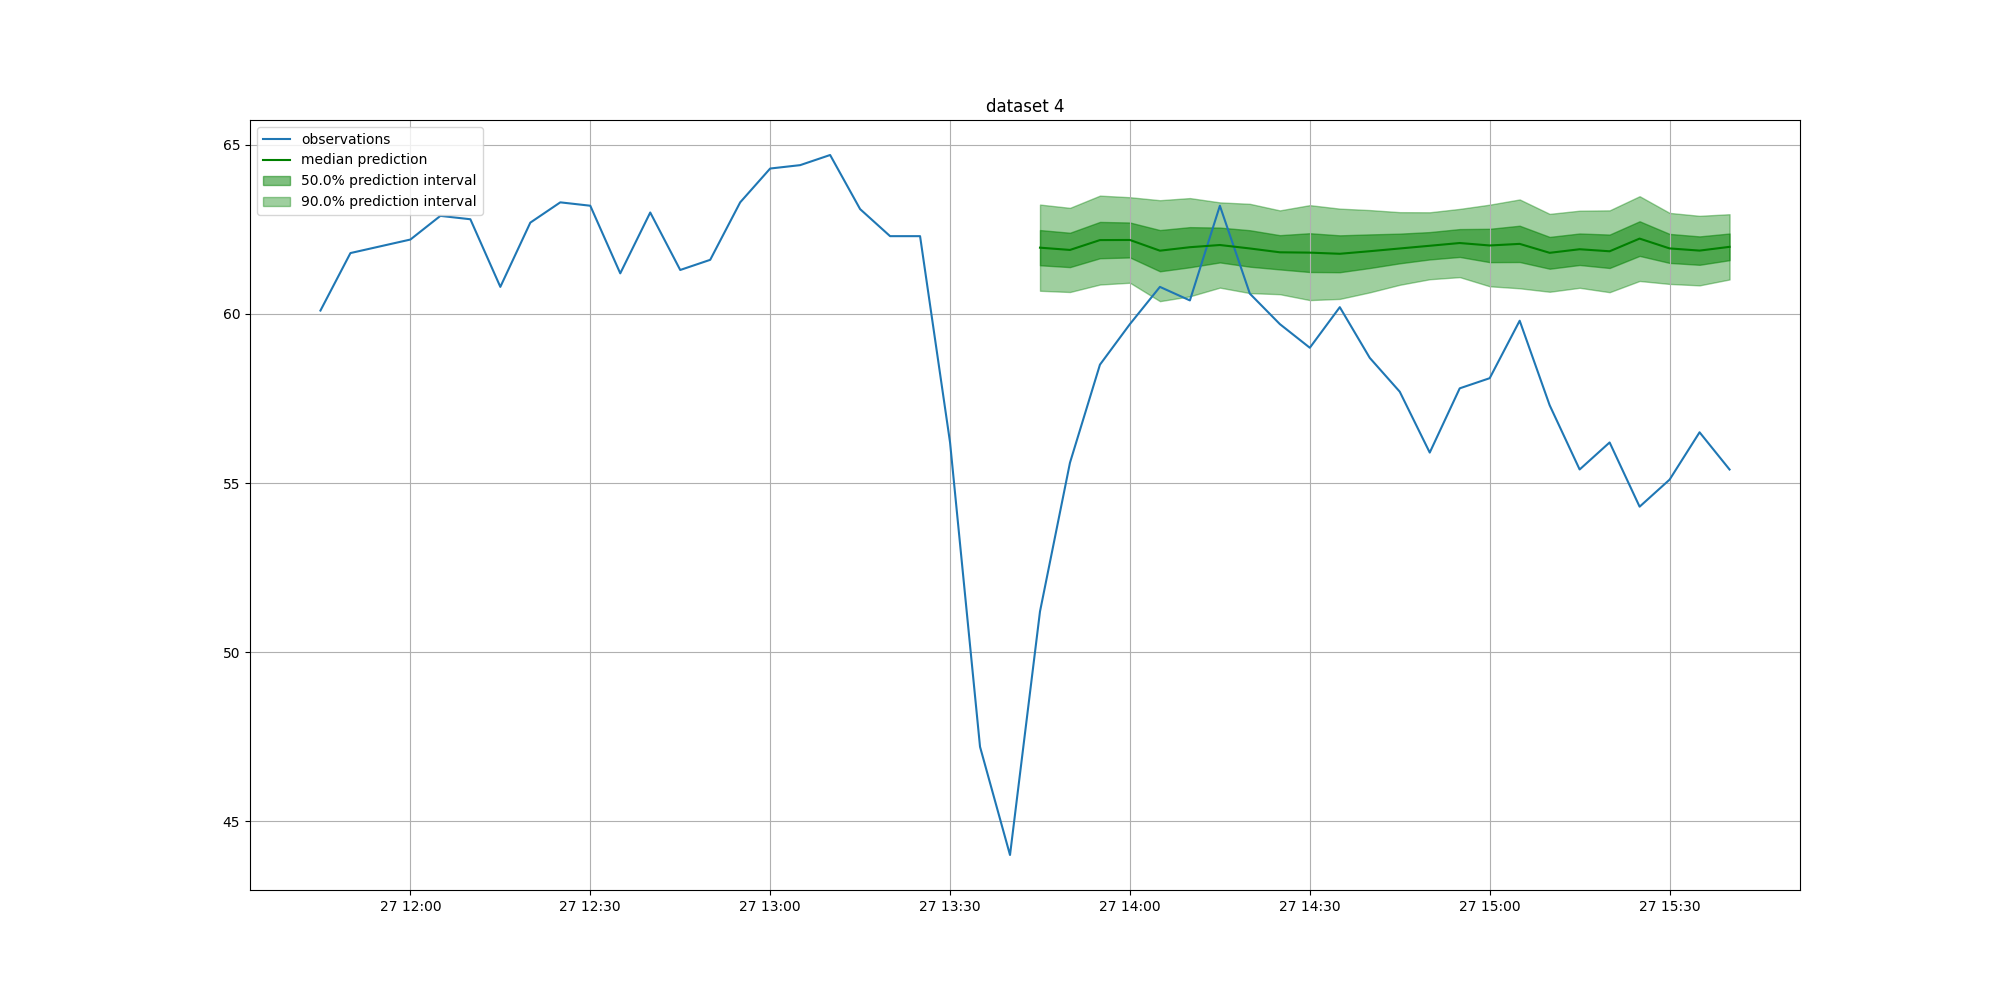 dataset 4
observations
median prediction
50.0% prediction interval
90.0% prediction interval
65
60
55
50
45
27 12:00
27 12:30
27 13:00
27 13:30
27 14:00
27 14:30
27 15:00
27 15:30